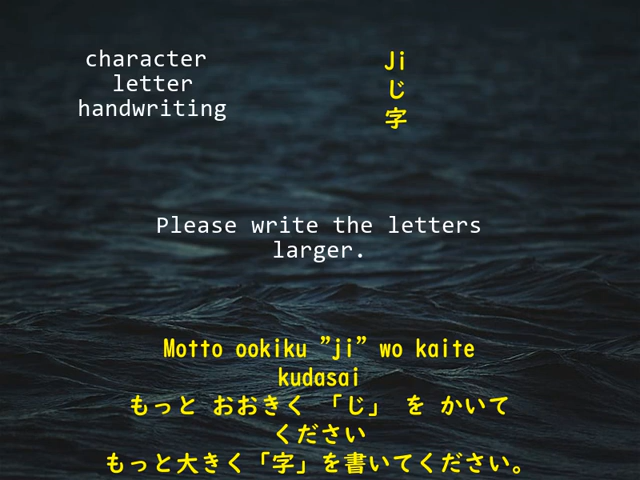 character
letter
handwriting
Ji
じ
字
Please write the letters
larger.
Motto ookiku ”ji” wo kaite
kudasai
もっと おおきく 「じ」 を かいて
ください
もっと大きく「字」を書いてください。